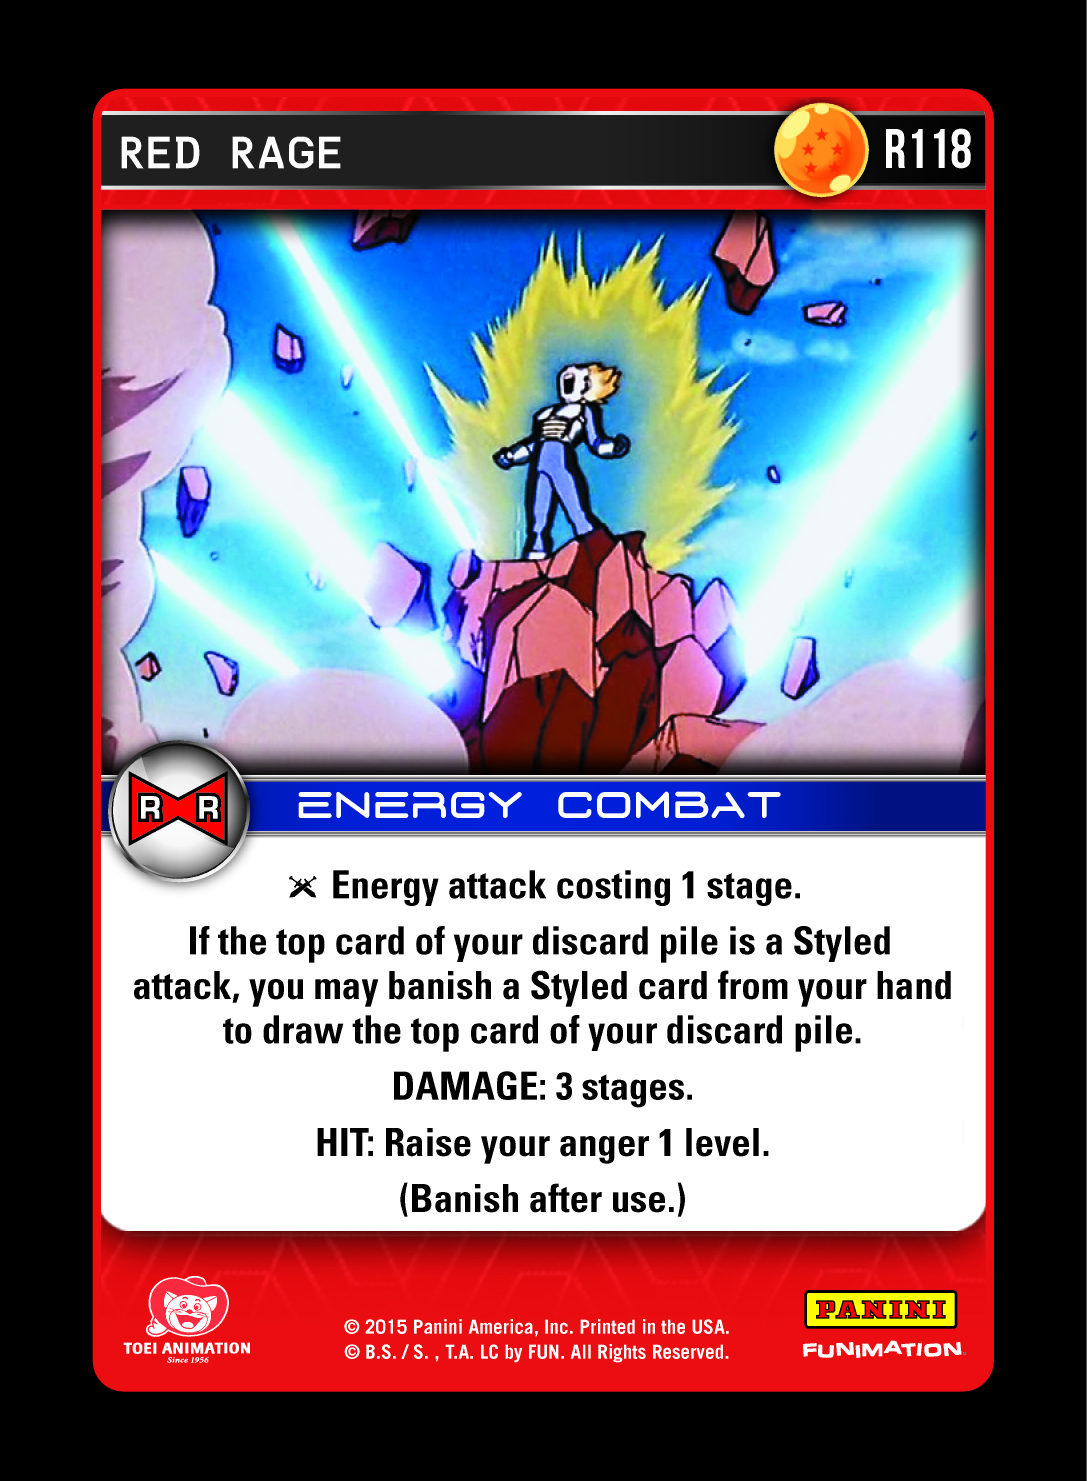 RED RAGE
R118
R R
ENERGY COMBAT
Energy attack costing 1 stage.
If the top card of your discard pile is a Styled
attack, you may banish a Styled card from your hand
to draw the top card of your discard pile.
DAMAGE: 3 stages.
HIT: Raise your anger 1 level.
(Banish after use.)
TOEI ANIMATION
Since 1956
© 2015 Panini America, Inc. Printed in the USA.
© B.S. / S. , T.A. LC by FUN. All Rights Reserved.
PANINI
FUNIMATION